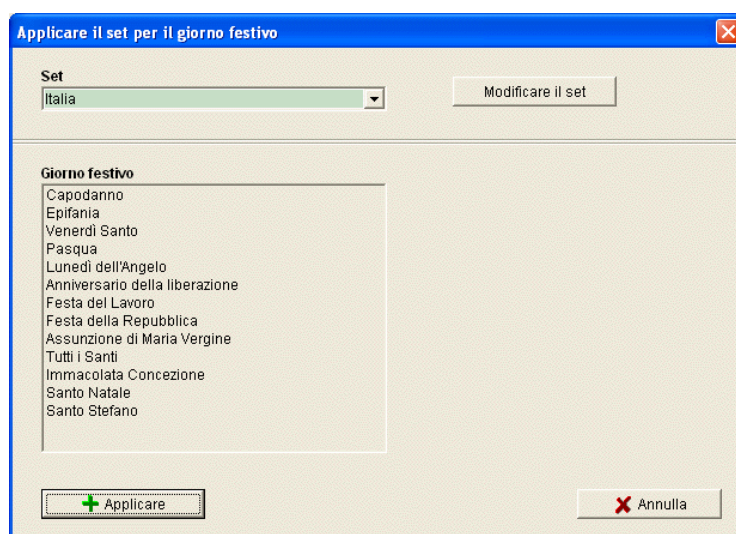 Applicare il set per il giorno festivo
Set
Italia
Modificare il set
Giorno festivo
Capodanno
Epifania
Venerdì Santo
Pasqua
Lunedì dell'Angelo
Anniversario della liberazione
Festa del Lavoro
Festa della Repubblica
Assunzione di Maria Vergine
Tutti i Santi
Immacolata Concezione
Santo Natale
Santo Stefano
Applicare
Annulla